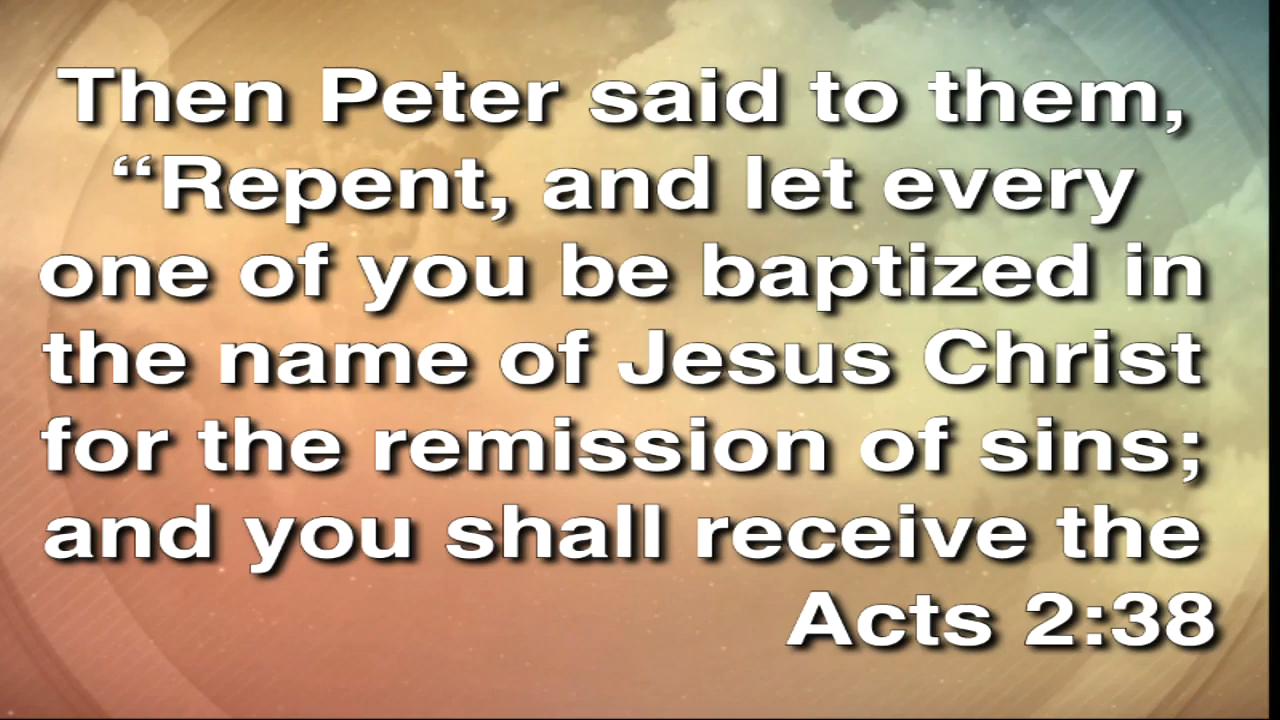 Then Peter said to them,
“Repent, and let every
one of you be baptized in
the name of Jesus Christ
for the remission of sins;
and you shall receive the
Acts 2:38